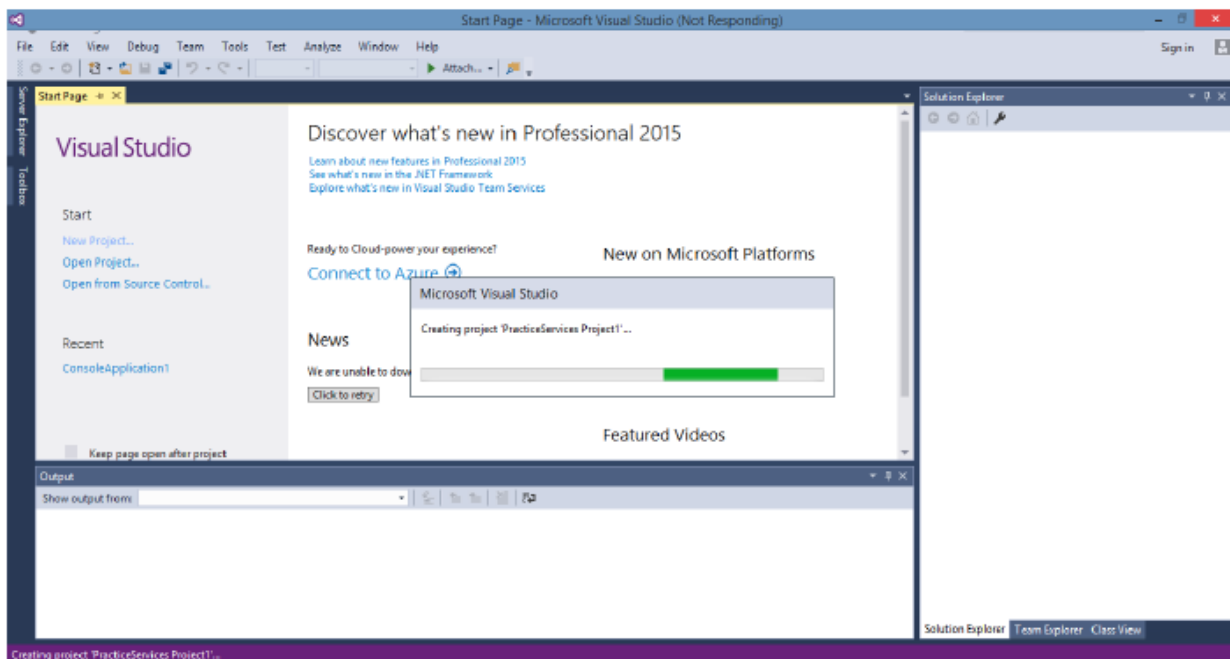 Start Page - Microsoft Visual Studio (Not Responding)
File Edit View Debug Team Tools Test Analyze Window Help
Sign in
Attach...
Server Explorer
Toolbox
Start Page
Solution Explorer
Visual Studio
Discover what's new in Professional 2015
Learn about new features in Professional 2015
See what's new in the .NET Framework
Explore what's new in Visual Studio Team Services
Start
New Project...
Open Project...
Open from Source Control...
Ready to Cloud-power your experience?
Connect to Azure
New on Microsoft Platforms
Microsoft Visual Studio
Creating project 'PracticeServices Project1'...
Recent
ConsoleApplication1
News
We are unable to dow
Click to retry
Featured Videos
Keep page open after project
Output
Show output from:
Solution Explorer Team Explorer Class View
Creating project 'PracticeServices Project1'...